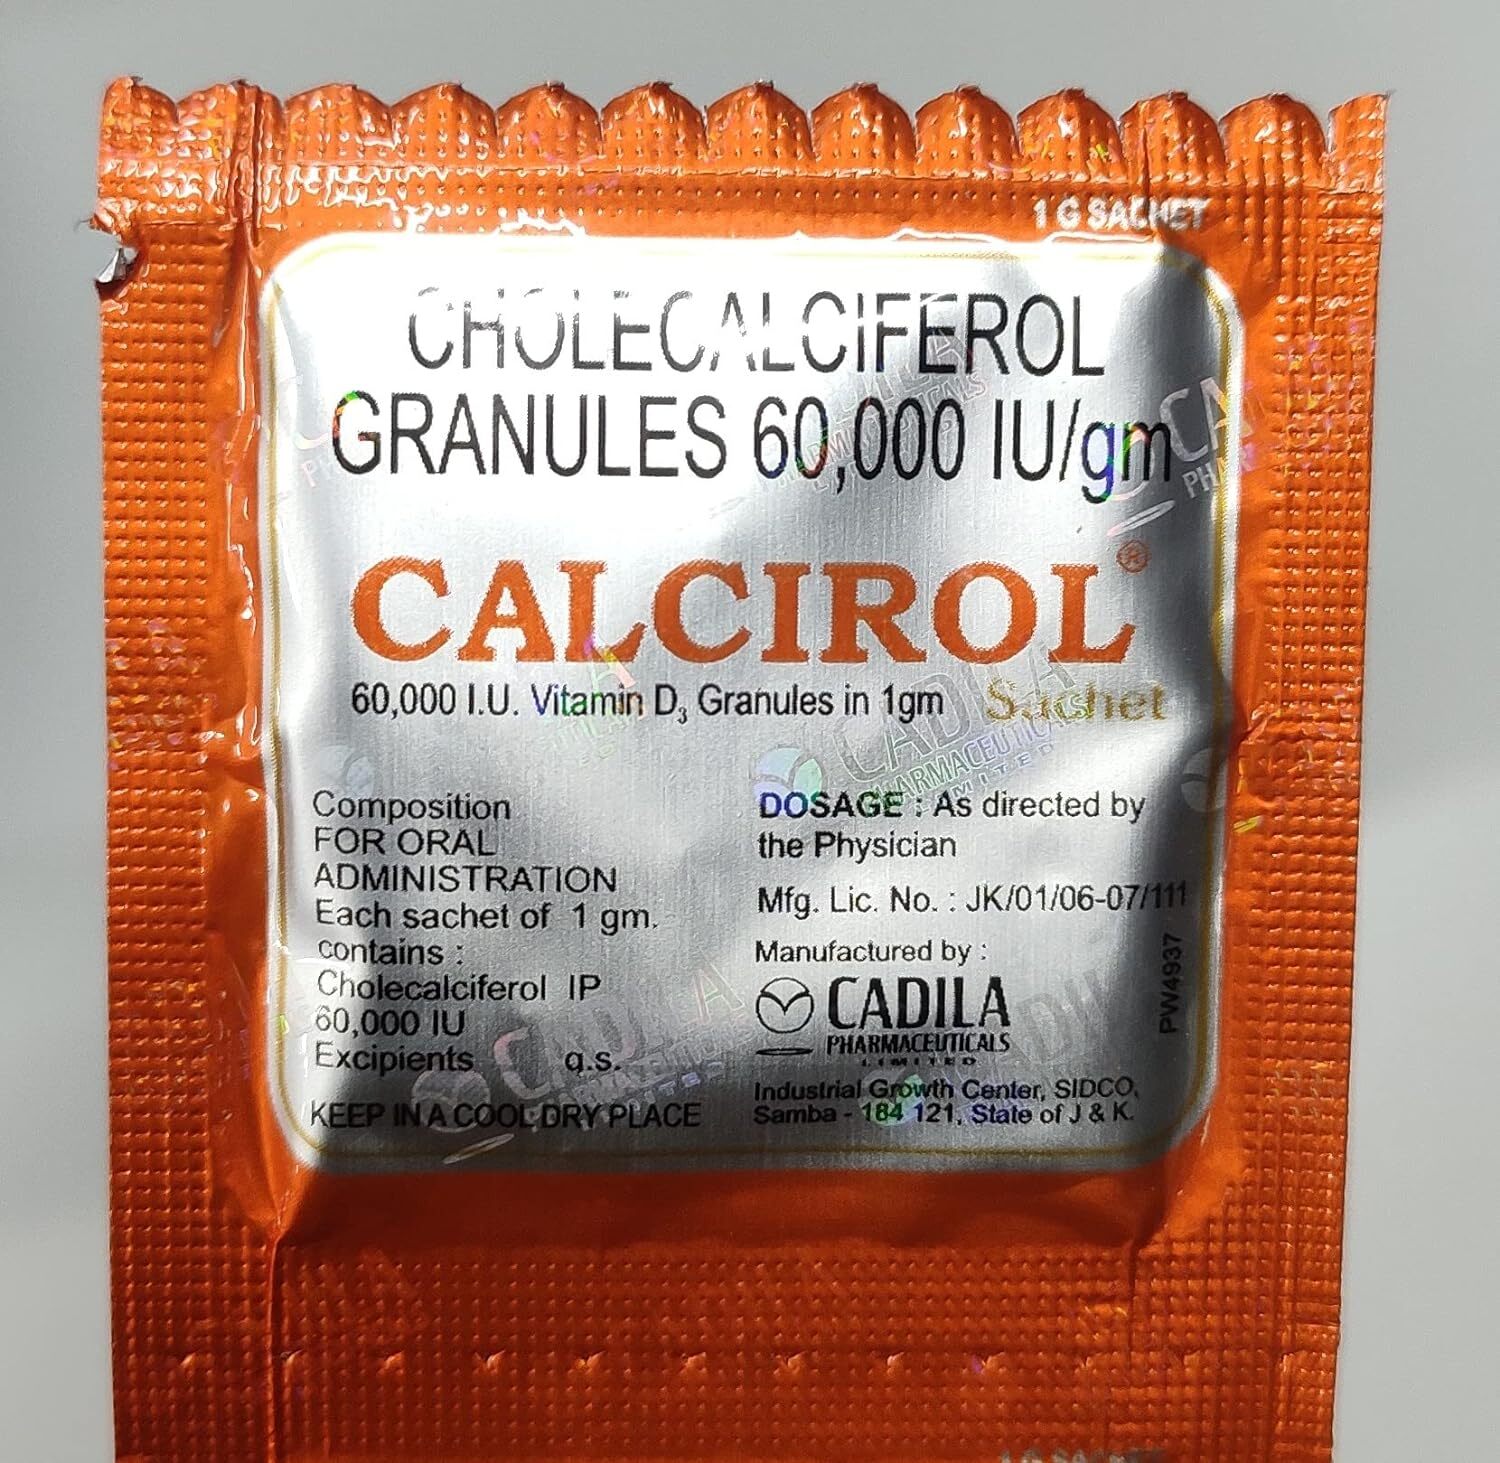 1 G SACHET
CHOLECALCIFEROL
GRANULES 60,000 IU/gm
CALCIROL®
60,000 I.U. Vitamin D₃ Granules in 1gm Sachet
Composition
FOR ORAL
ADMINISTRATION
Each sachet of 1 gm.
contains :
Cholecalciferol IP
60,000 IU
Excipients q.s.
KEEP IN A COOL DRY PLACE
DOSAGE : As directed by
the Physician
Mfg. Lic. No. : JK/01/06-07/111
Manufactured by :
CADILA
PHARMACEUTICALS
LIMITED
Industrial Growth Center, SIDCO,
Samba - 184 121, State of J & K.
PW4937
CADILA
PHARMACEUTICALS
LIMITED